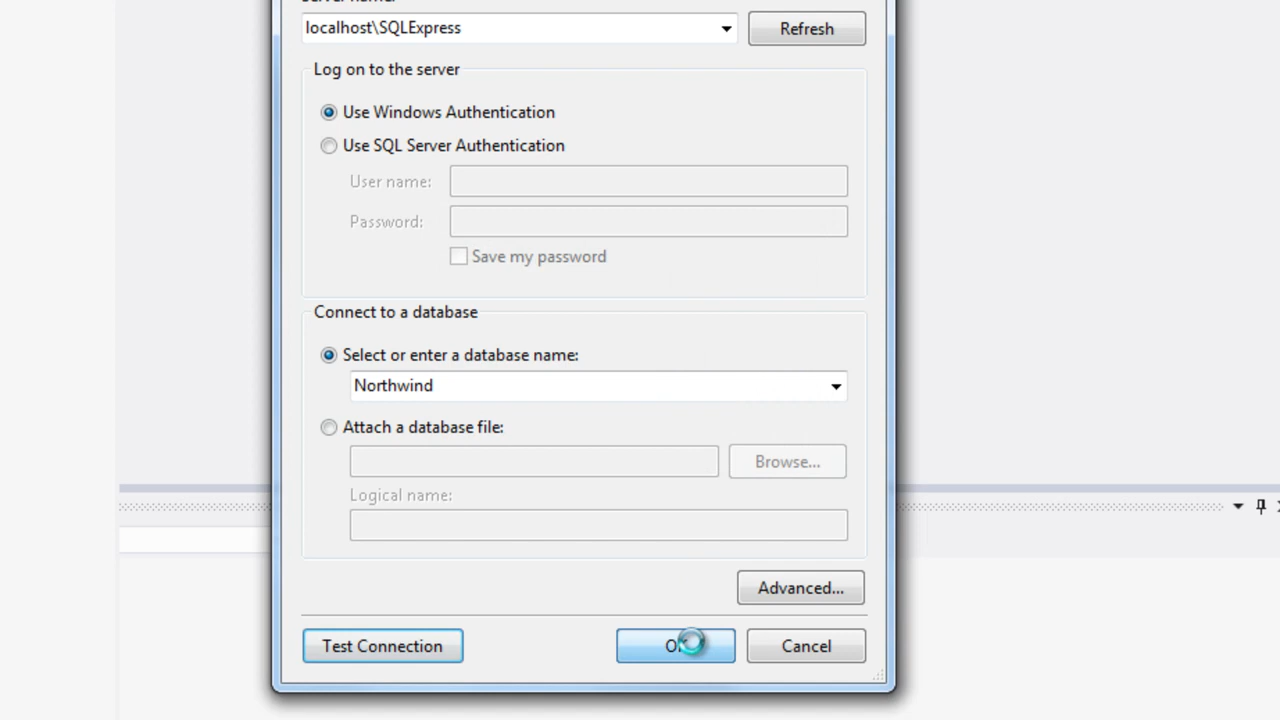 localhost\SQLExpress
Refresh
Log on to the server
Use Windows Authentication
Use SQL Server Authentication
User name:
Password:
Save my password
Connect to a database
Select or enter a database name:
Northwind
Attach a database file:
Browse...
Logical name:
Advanced...
Test Connection
Cancel